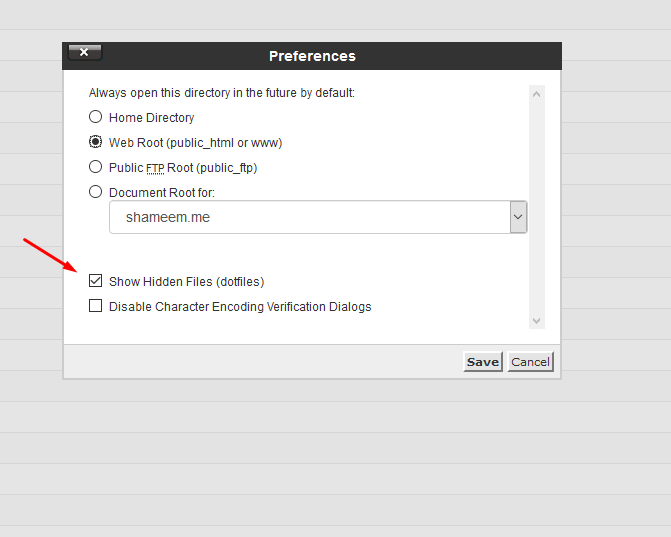 Preferences
Always open this directory in the future by default:
Home Directory
Web Root (public_html or www)
Public FTP Root (public_ftp)
Document Root for:
shameem.me
Show Hidden Files (dotfiles)
Disable Character Encoding Verification Dialogs
Save Cancel